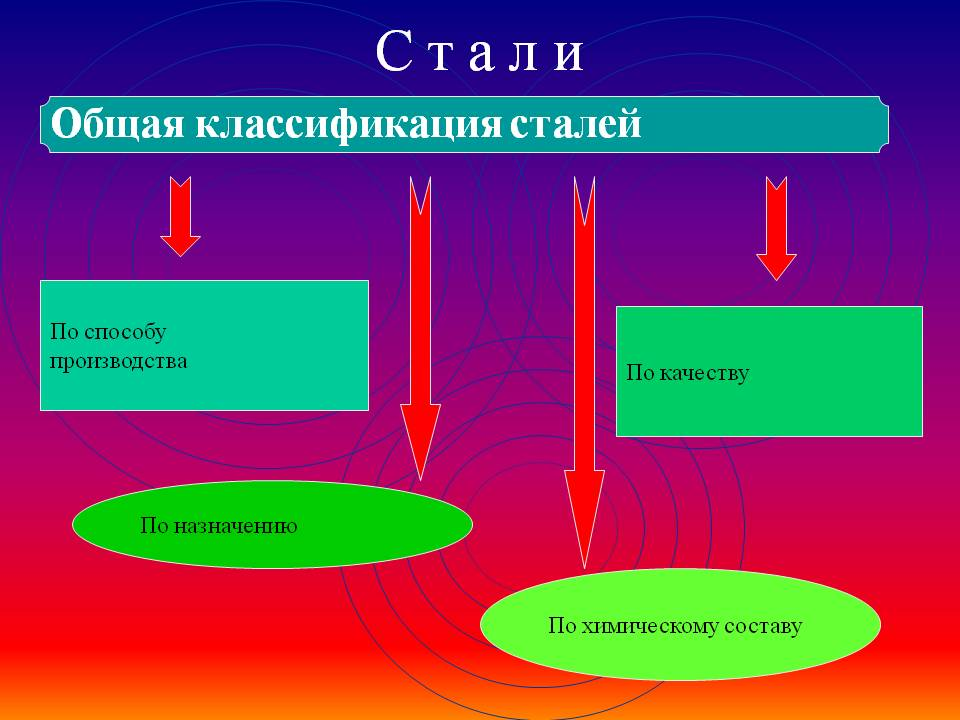 С т а л и
Общая классификация сталей
По способу
производства
По качеству
По назначению
По химическому составу